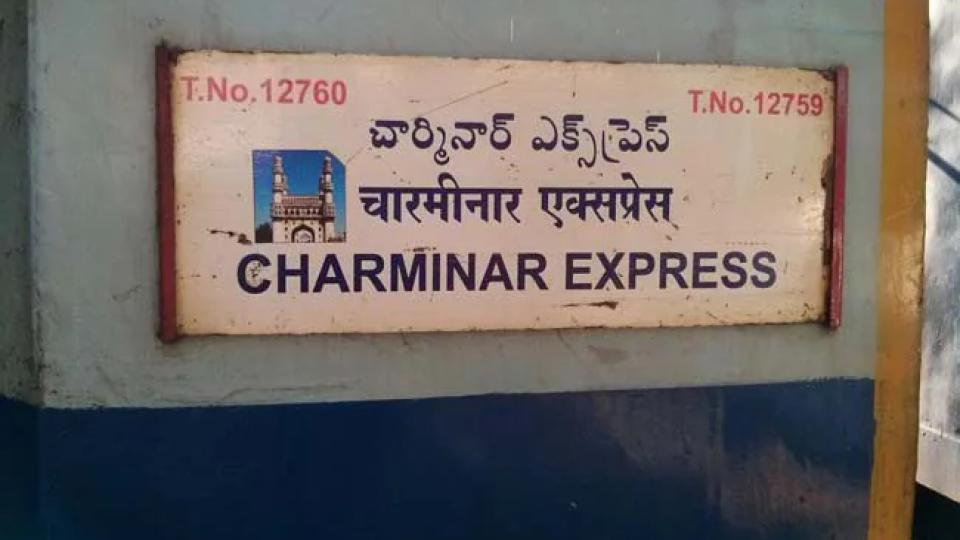 T.No.12760
T.No.12759
చార్మినార్ ఎక్స్‌ప్రెస్
चारमीनार एक्सप्रेस
CHARMINAR EXPRESS